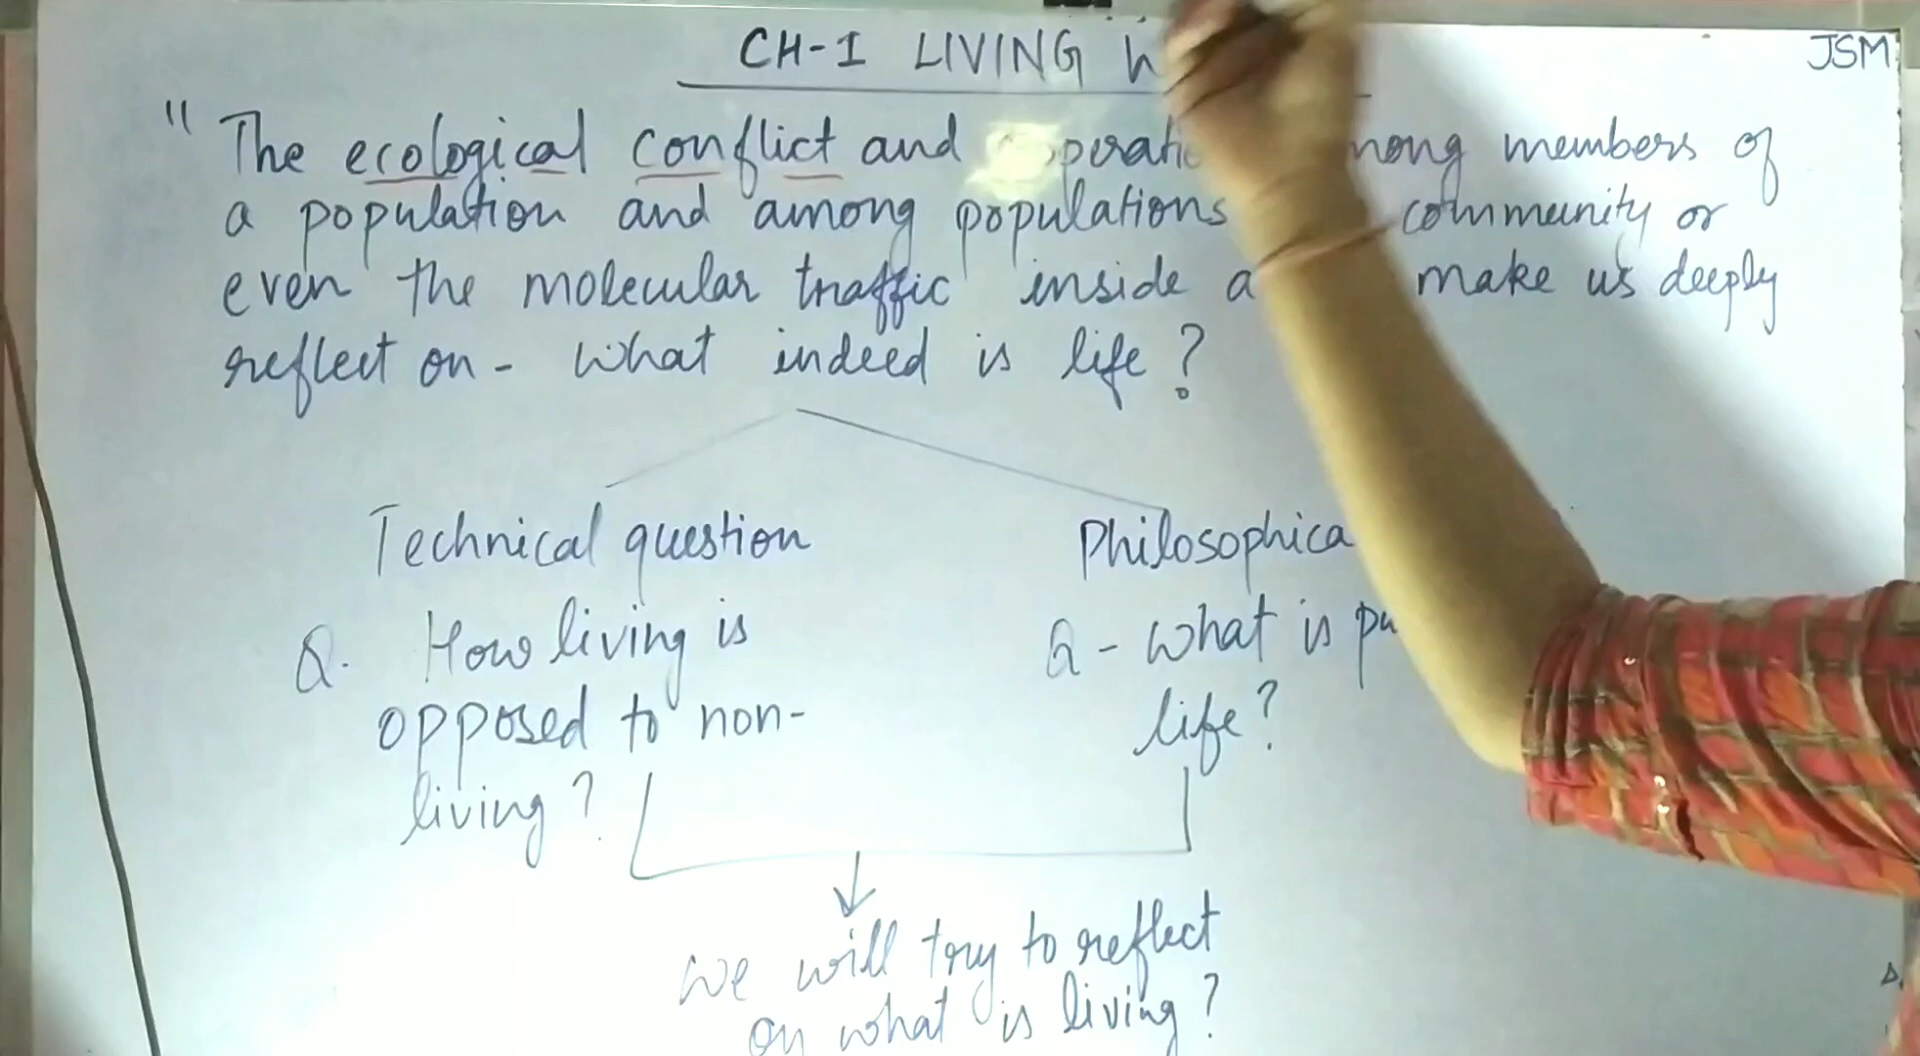 CH-I LIVING
JSM
" The ecological conflict and among members of
a population and among populations community or
even the molecular traffic inside a make us deeply
reflect on - What indeed is life?
Technical question Philosophica
Q. How living is Q - What is pu
opposed to non- life?
living?
we will try to reflect
on what is living?